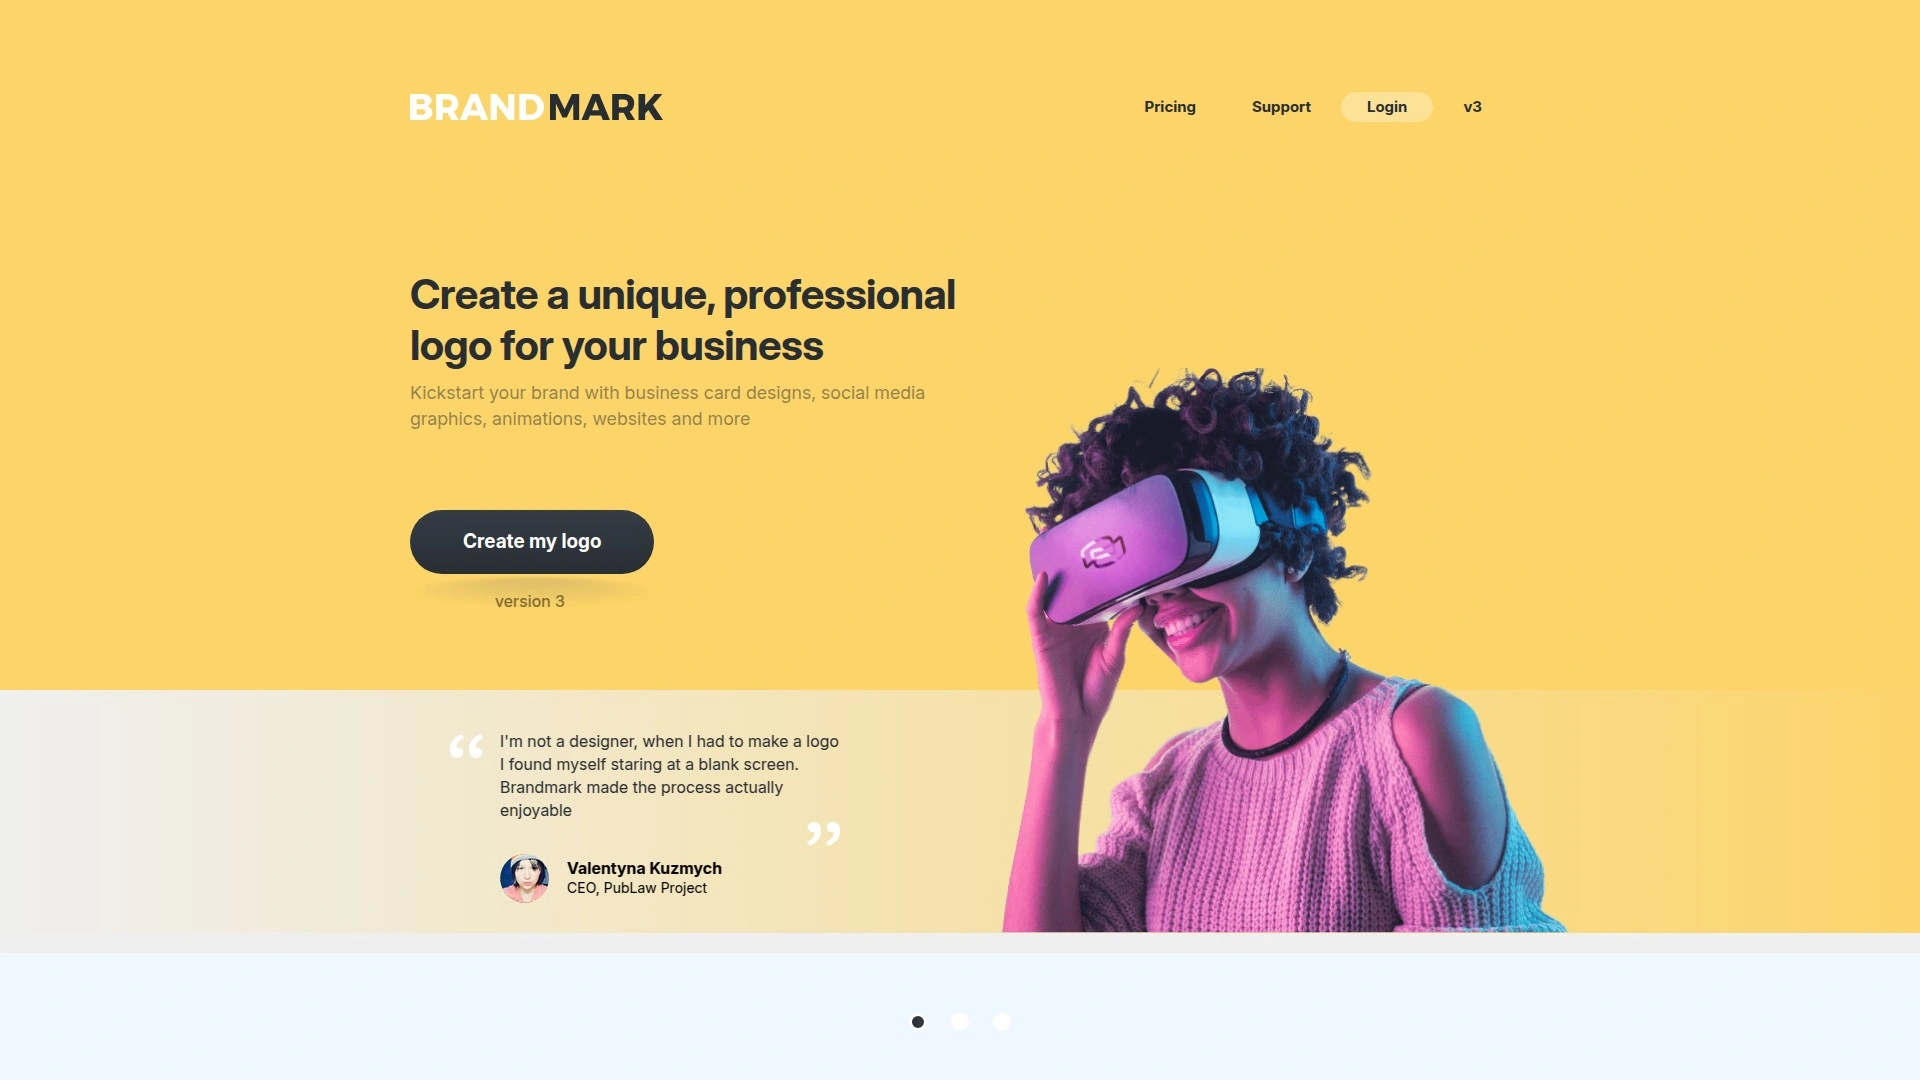 BRANDMARK
Pricing
Support
Login
v3
Create a unique, professional
logo for your business
Kickstart your brand with business card designs, social media
graphics, animations, websites and more
Create my logo
version 3
“
I'm not a designer, when I had to make a logo
I found myself staring at a blank screen.
Brandmark made the process actually
enjoyable
”
Valentyna Kuzmych
CEO, PubLaw Project